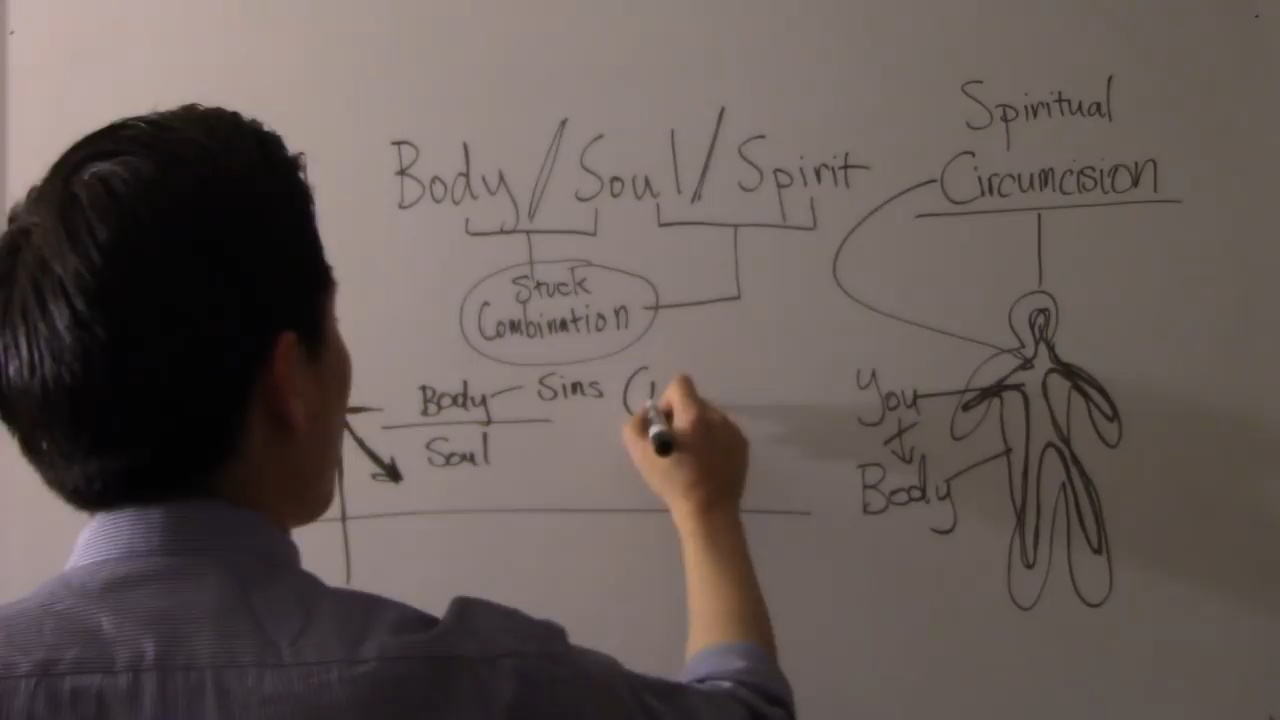 Body / Soul / Spirit
Stuck
Combination
Body — Sins (
Soul
Spiritual
Circumcision
You
Body